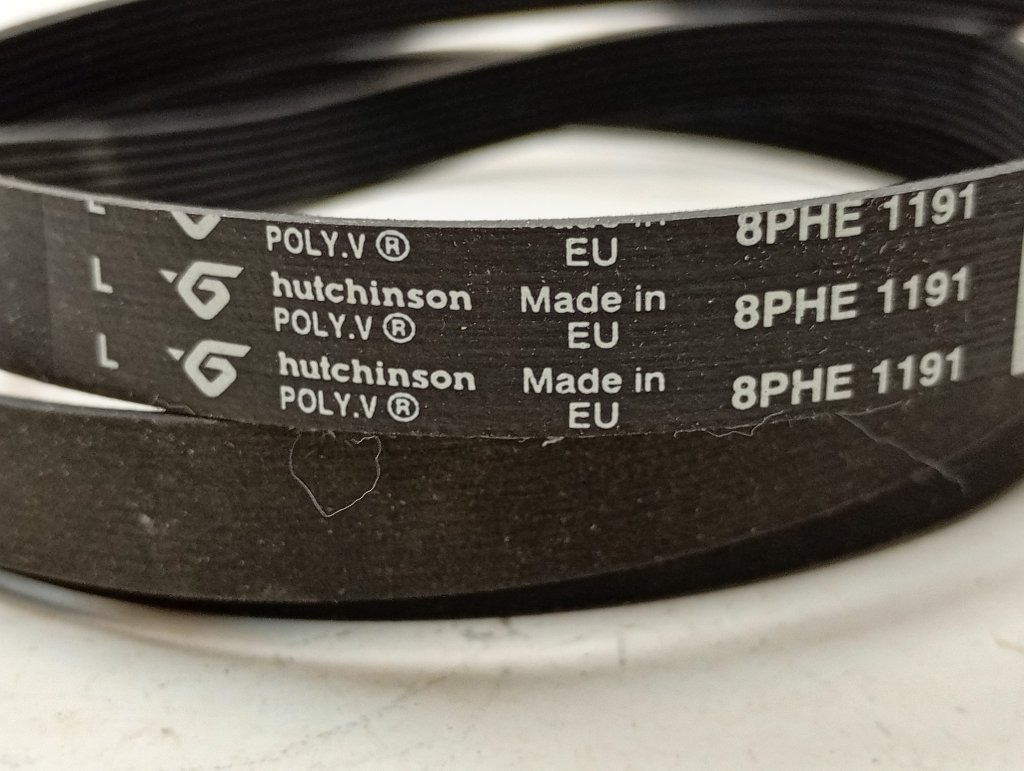 POLY.V ®
EU
8PHE 1191
L
hutchinson
POLY.V ®
Made in
EU
8PHE 1191
L
hutchinson
POLY.V ®
Made in
EU
8PHE 1191